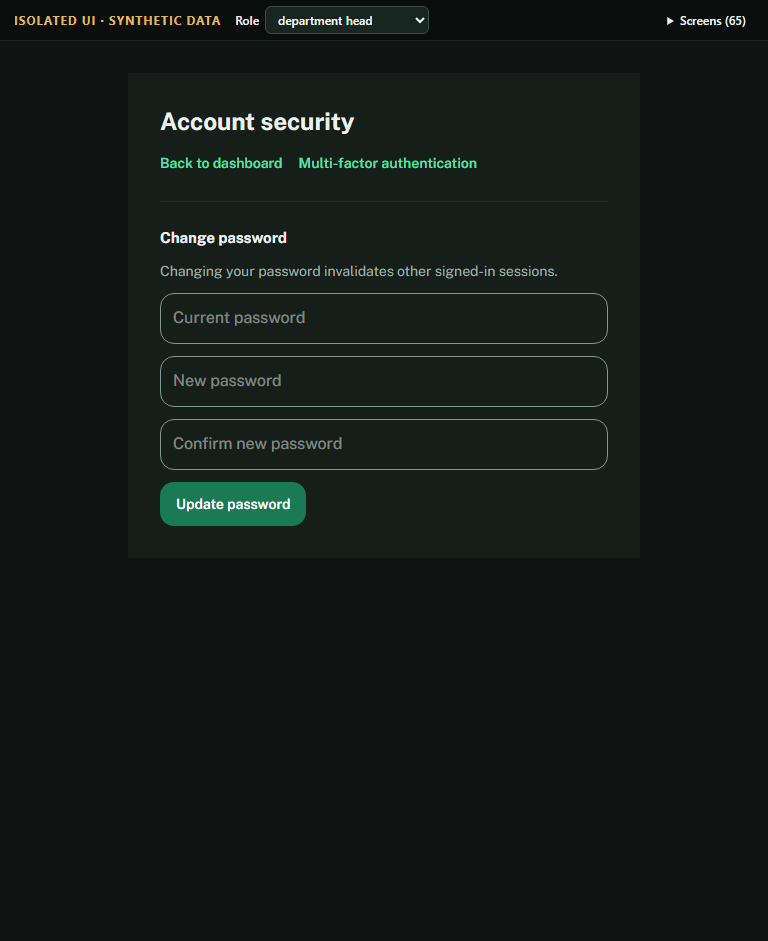 ISOLATED UI · SYNTHETIC DATA Role department head Screens (65)
Account security
Back to dashboard Multi-factor authentication
Change password
Changing your password invalidates other signed-in sessions.
Current password
New password
Confirm new password
Update password